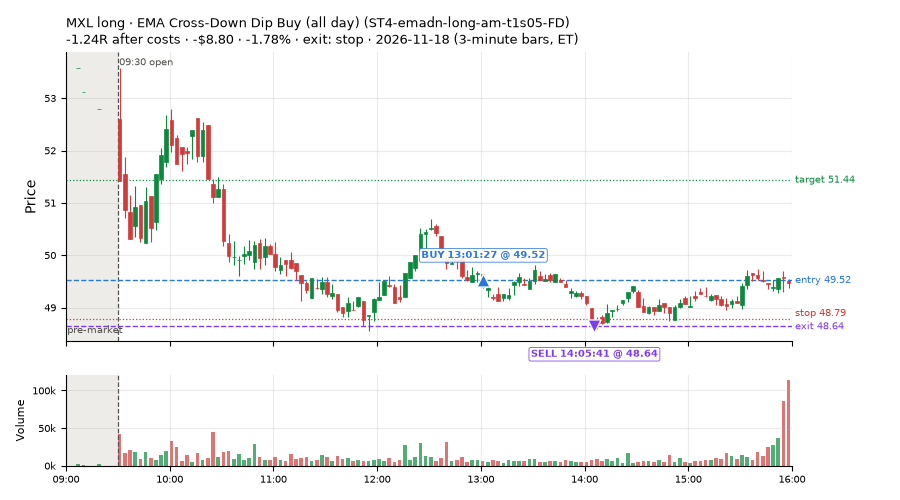 MXL long · EMA Cross-Down Dip Buy (all day) (ST4-emadn-long-am-t1s05-FD)
-1.24R after costs · -$8.80 · -1.78% · exit: stop · 2026-11-18 (3-minute bars, ET)
09:30 open
53
52
target 51.44
51
Price
50
BUY 13:01:27 @ 49.52
entry 49.52
49
stop 48.79
exit 48.64
pre-market
SELL 14:05:41 @ 48.64
100k
50k
0k
Volume
09:00 10:00 11:00 12:00 13:00 14:00 15:00 16:00